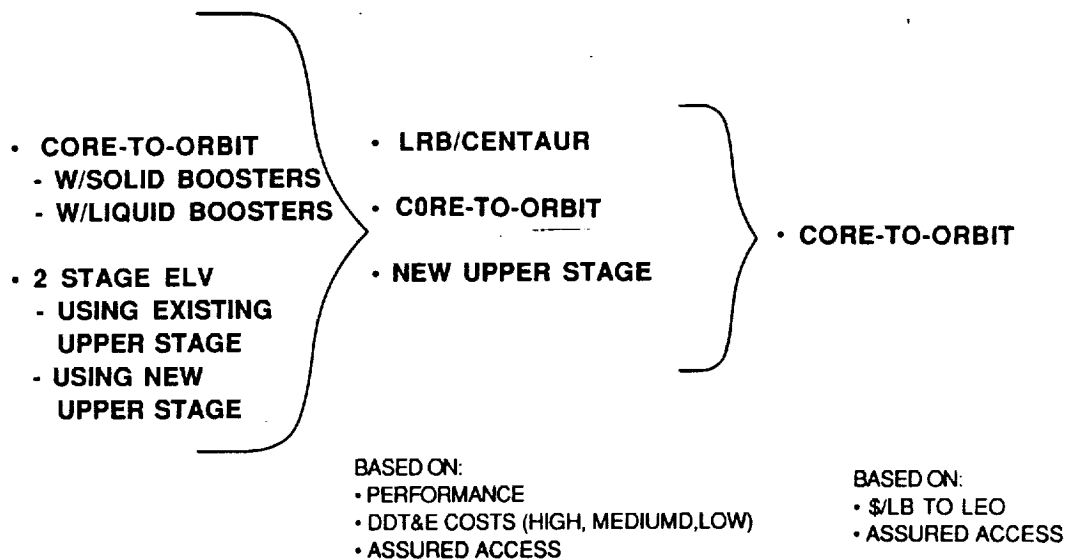 • CORE-TO-ORBIT
- W/SOLID BOOSTERS
- W/LIQUID BOOSTERS
• 2 STAGE ELV
- USING EXISTING
UPPER STAGE
- USING NEW
UPPER STAGE
• LRB/CENTAUR
• C0RE-TO-ORBIT
• NEW UPPER STAGE
BASED ON:
• PERFORMANCE
• DDT&E COSTS (HIGH, MEDIUMD,LOW)
• ASSURED ACCESS
• CORE-TO-ORBIT
BASED ON:
• $/LB TO LEO
• ASSURED ACCESS